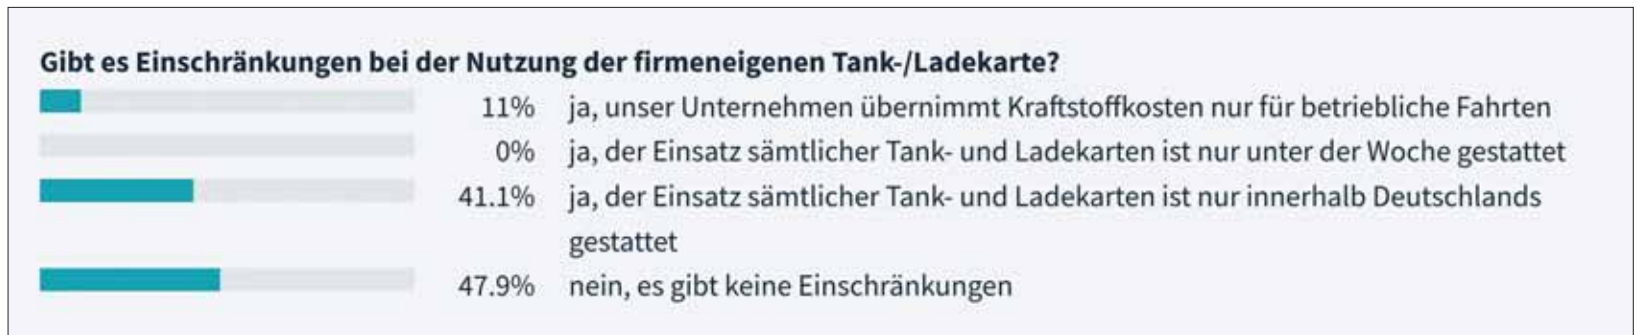 Gibt es Einschränkungen bei der Nutzung der firmeneigenen Tank-/Ladekarte?
11% ja, unser Unternehmen übernimmt Kraftstoffkosten nur für betriebliche Fahrten
0% ja, der Einsatz sämtlicher Tank- und Ladekarten ist nur unter der Woche gestattet
41.1% ja, der Einsatz sämtlicher Tank- und Ladekarten ist nur innerhalb Deutschlands
gestattet
47.9% nein, es gibt keine Einschränkungen